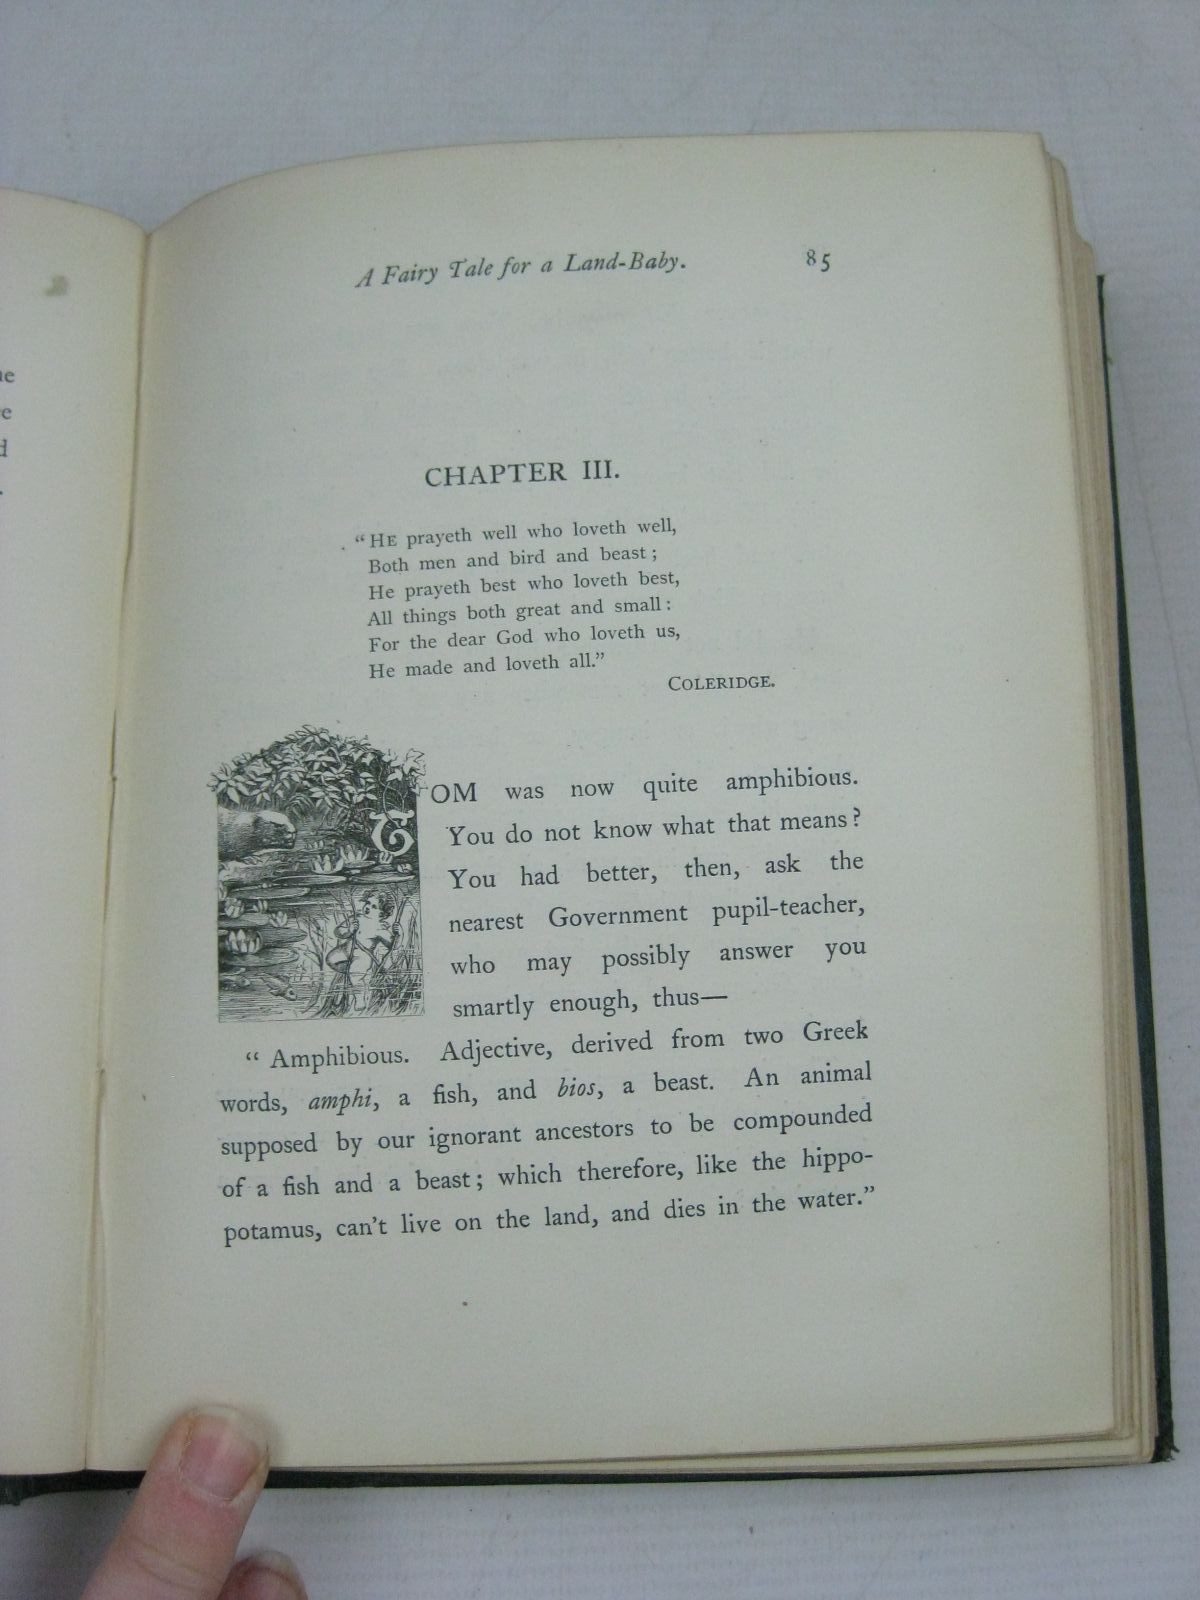 A Fairy Tale for a Land-Baby. 85
CHAPTER III.
"HE prayeth well who loveth well,
Both men and bird and beast;
He prayeth best who loveth best,
All things both great and small:
For the dear God who loveth us,
He made and loveth all."
COLERIDGE.
TOM was now quite amphibious.
You do not know what that means?
You had better, then, ask the
nearest Government pupil-teacher,
who may possibly answer you
smartly enough, thus—
"Amphibious. Adjective, derived from two Greek
words, amphi, a fish, and bios, a beast. An animal
supposed by our ignorant ancestors to be compounded
of a fish and a beast; which therefore, like the hippo-
potamus, can't live on the land, and dies in the water."